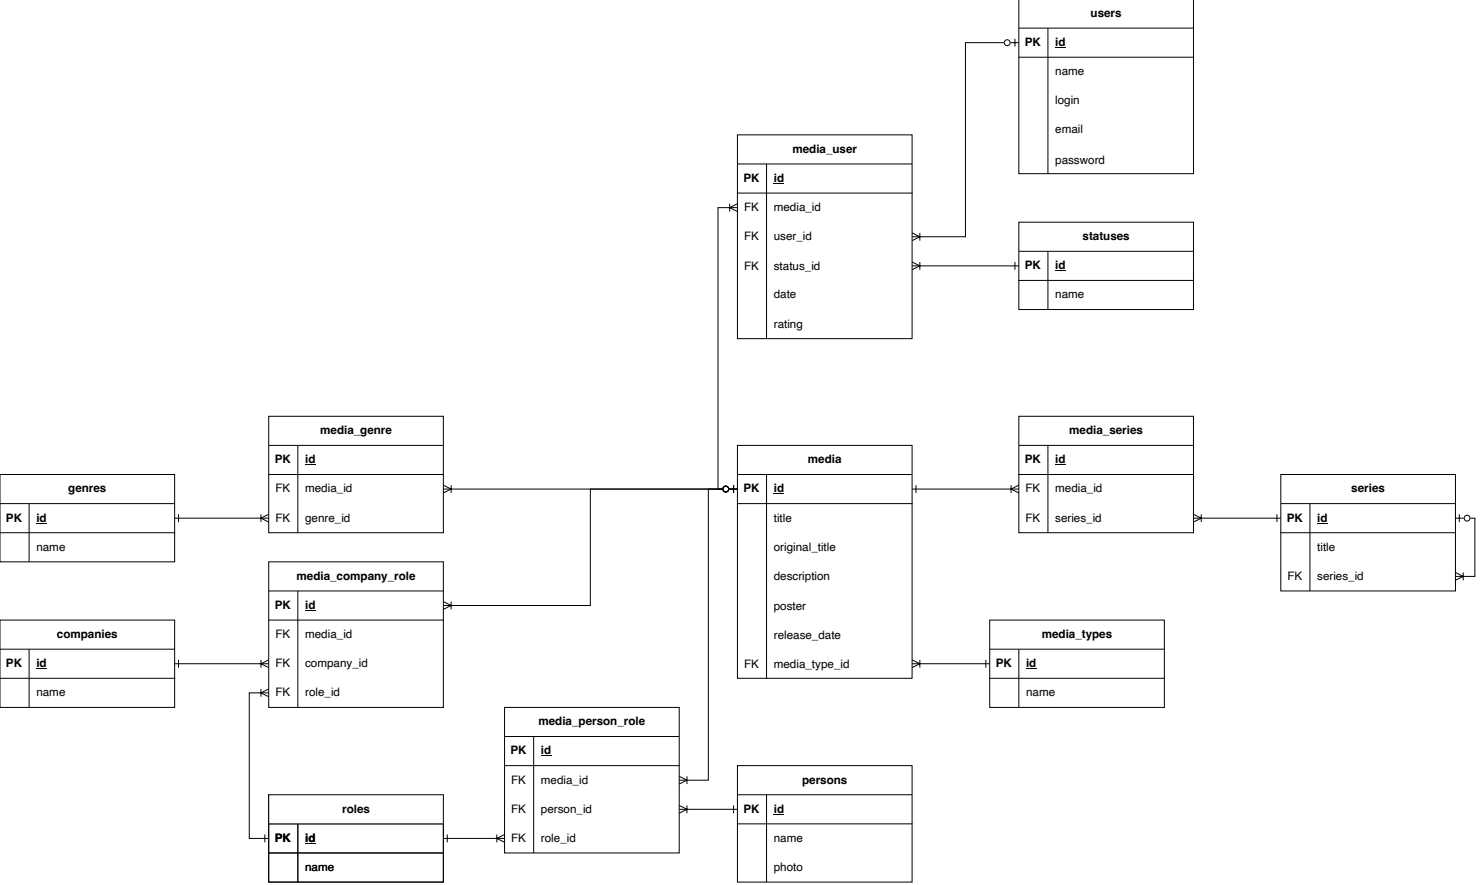 users
PK id
name
login
email
password
media_user
PK id
FK media_id
FK user_id
FK status_id
date
rating
statuses
PK id
name
media_genre
PK id
FK media_id
FK genre_id
genres
PK id
name
media
PK id
title
original_title
description
poster
release_date
FK media_type_id
media_series
PK id
FK media_id
FK series_id
series
PK id
title
FK series_id
media_company_role
PK id
FK media_id
FK company_id
FK role_id
companies
PK id
name
media_types
PK id
name
media_person_role
PK id
FK media_id
FK person_id
FK role_id
roles
PK id
name
persons
PK id
name
photo